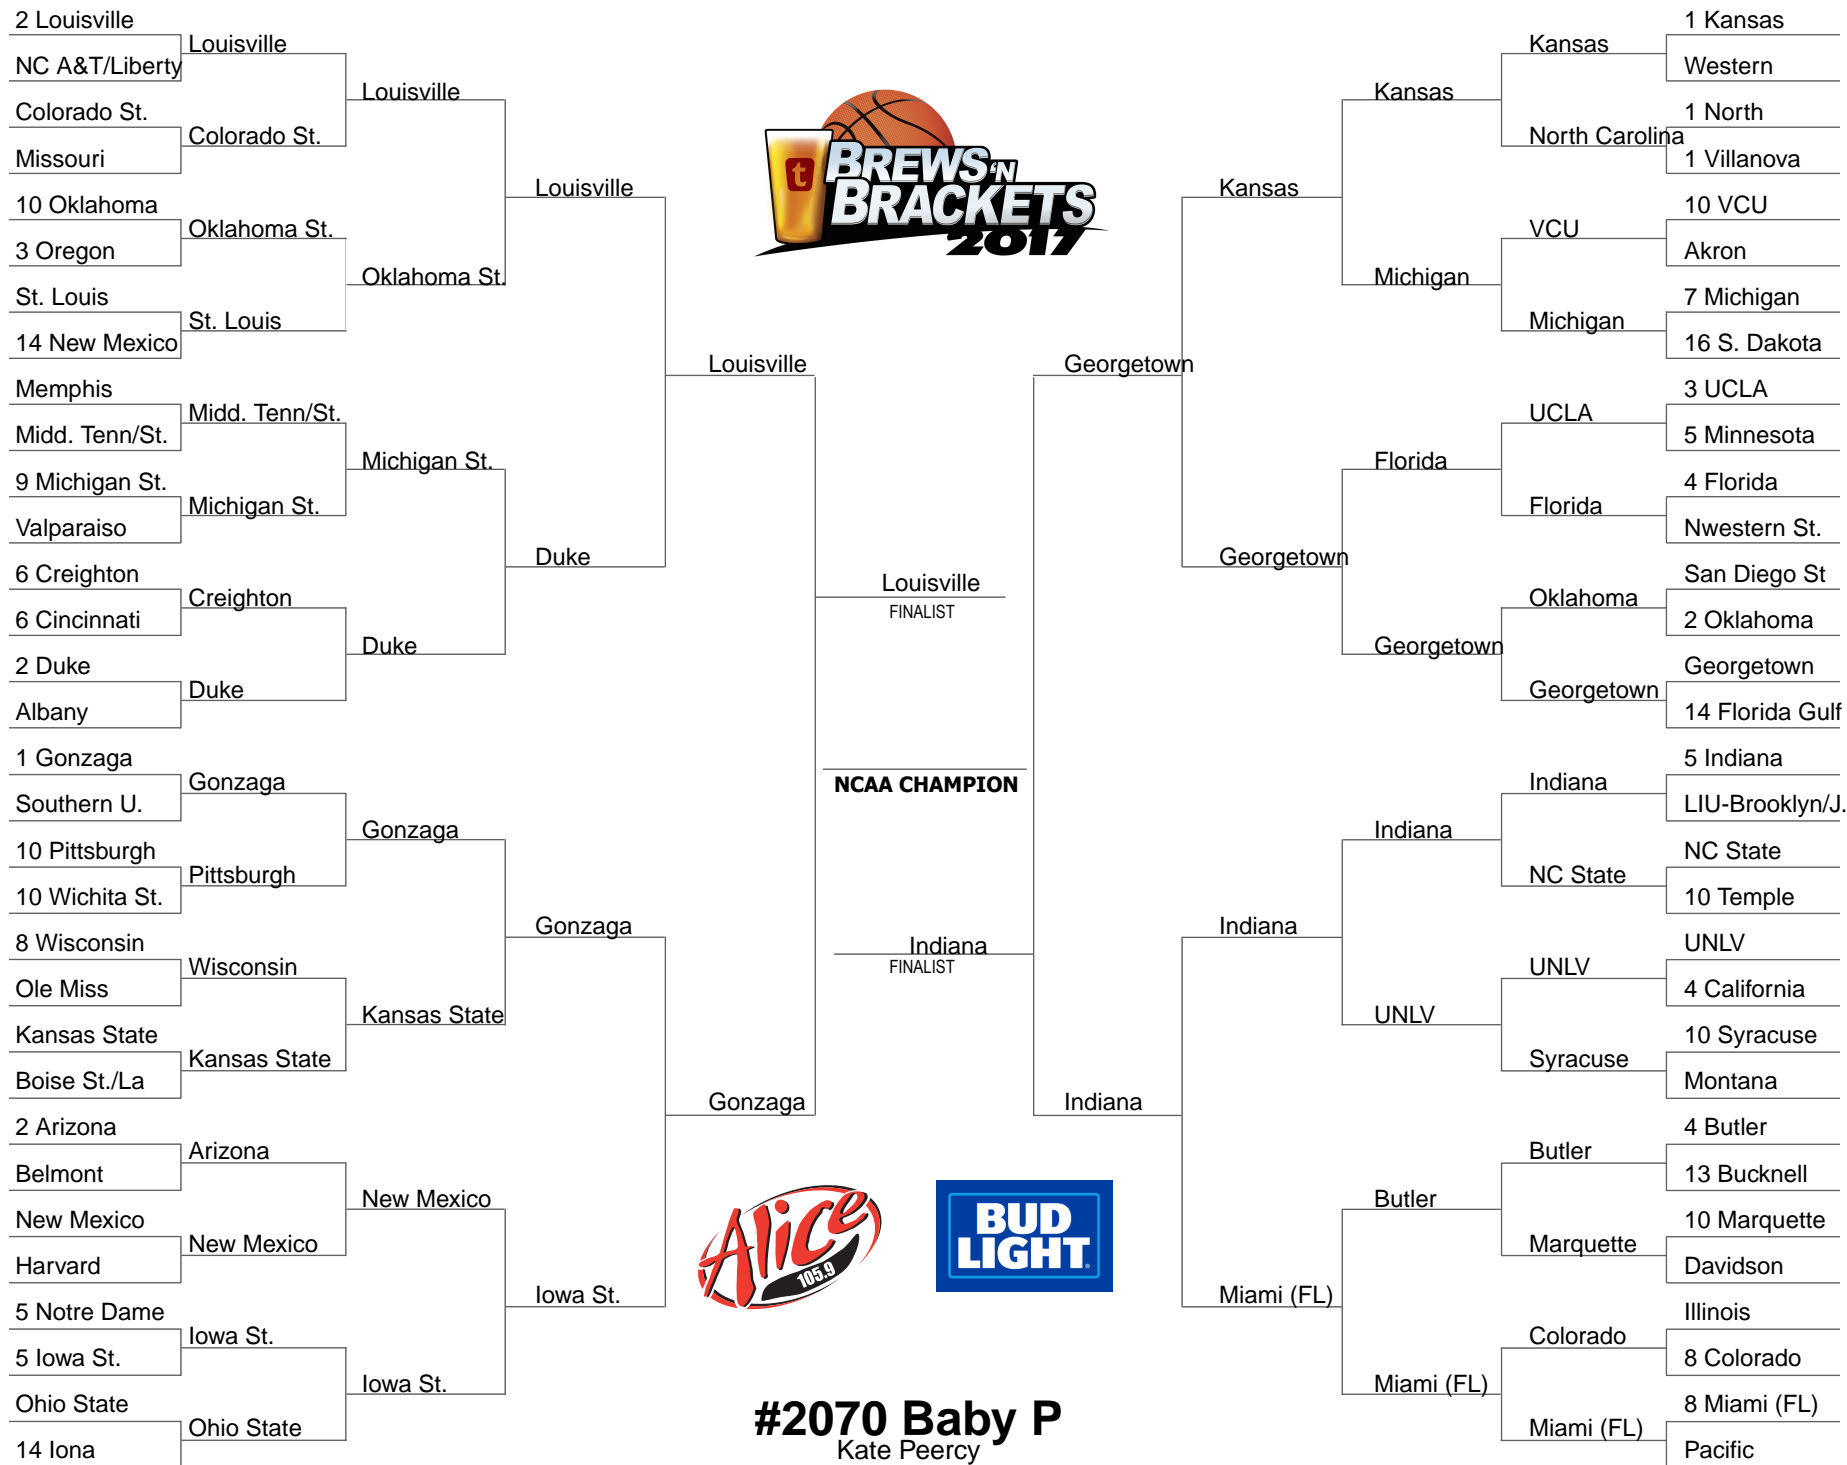 2 Louisville
NC A&T/Liberty
Colorado St.
Missouri
10 Oklahoma
3 Oregon
St. Louis
14 New Mexico
Memphis
Midd. Tenn/St.
9 Michigan St.
Valparaiso
6 Creighton
6 Cincinnati
2 Duke
Albany
1 Gonzaga
Southern U.
10 Pittsburgh
10 Wichita St.
8 Wisconsin
Ole Miss
Kansas State
Boise St./La
2 Arizona
Belmont
New Mexico
Harvard
5 Notre Dame
5 Iowa St.
Ohio State
14 Iona
Louisville
Colorado St.
Oklahoma St.
St. Louis
Midd. Tenn/St.
Michigan St.
Creighton
Duke
Gonzaga
Pittsburgh
Wisconsin
Kansas State
Arizona
New Mexico
Iowa St.
Ohio State
Louisville
Oklahoma St.
Michigan St.
Duke
Gonzaga
Kansas State
New Mexico
Iowa St.
Louisville
Duke
Gonzaga
Iowa St.
Louisville
Gonzaga
t
BREWS 'N
BRACKETS
2017
Louisville
FINALIST
NCAA CHAMPION
Indiana
FINALIST
Alice
105.9
BUD
LIGHT
#2070 Baby P
Kate Peercy
Georgetown
Indiana
Kansas
Georgetown
Indiana
Miami (FL)
Kansas
Michigan
Florida
Georgetown
Indiana
UNLV
Butler
Miami (FL)
Kansas
North Carolina
VCU
Michigan
UCLA
Florida
Oklahoma
Georgetown
Indiana
NC State
UNLV
Syracuse
Butler
Marquette
Colorado
Miami (FL)
1 Kansas
Western
1 North
1 Villanova
10 VCU
Akron
7 Michigan
16 S. Dakota
3 UCLA
5 Minnesota
4 Florida
Nwestern St.
San Diego St
2 Oklahoma
Georgetown
14 Florida Gulf
5 Indiana
LIU-Brooklyn/J.
NC State
10 Temple
UNLV
4 California
10 Syracuse
Montana
4 Butler
13 Bucknell
10 Marquette
Davidson
Illinois
8 Colorado
8 Miami (FL)
Pacific